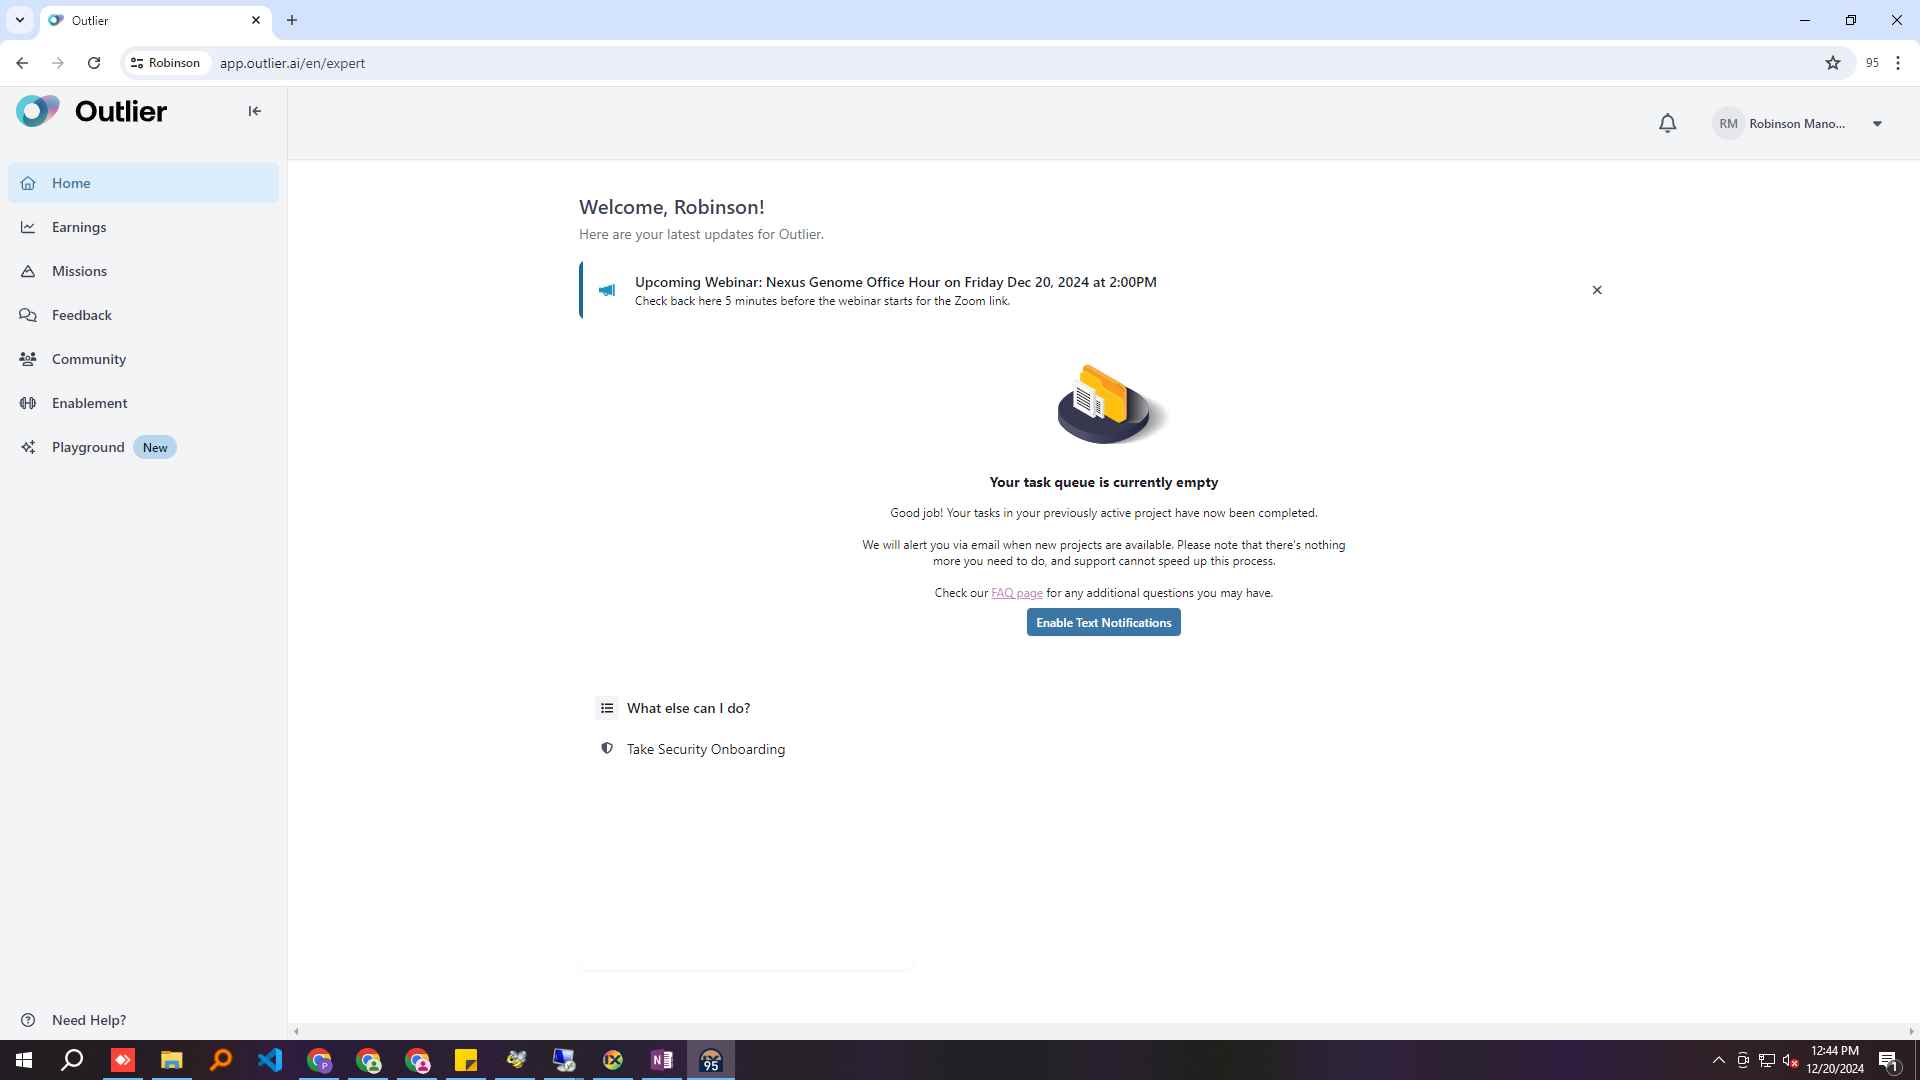 Outlier
Robinson
app.outlier.ai/en/expert
95
Outlier
RM
Robinson Mano...
Home
Earnings
Missions
Feedback
Community
Enablement
Playground New
Need Help?
Welcome, Robinson!
Here are your latest updates for Outlier.
Upcoming Webinar: Nexus Genome Office Hour on Friday Dec 20, 2024 at 2:00PM
Check back here 5 minutes before the webinar starts for the Zoom link.
Your task queue is currently empty
Good job! Your tasks in your previously active project have now been completed.
We will alert you via email when new projects are available. Please note that there's nothing
more you need to do, and support cannot speed up this process.
Check our FAQ page for any additional questions you may have.
Enable Text Notifications
What else can I do?
Take Security Onboarding
P
N
95
12:44 PM
12/20/2024
1